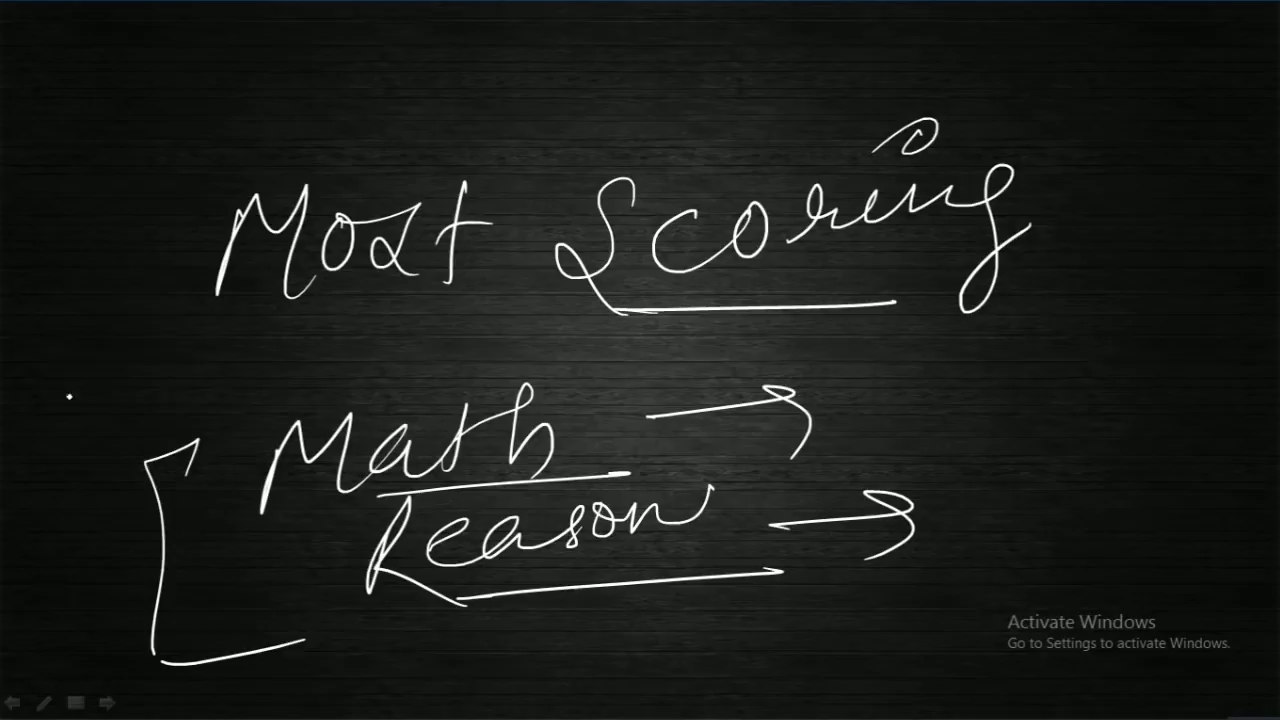 Most Scoring
Math
Reason
Activate Windows
Go to Settings to activate Windows.